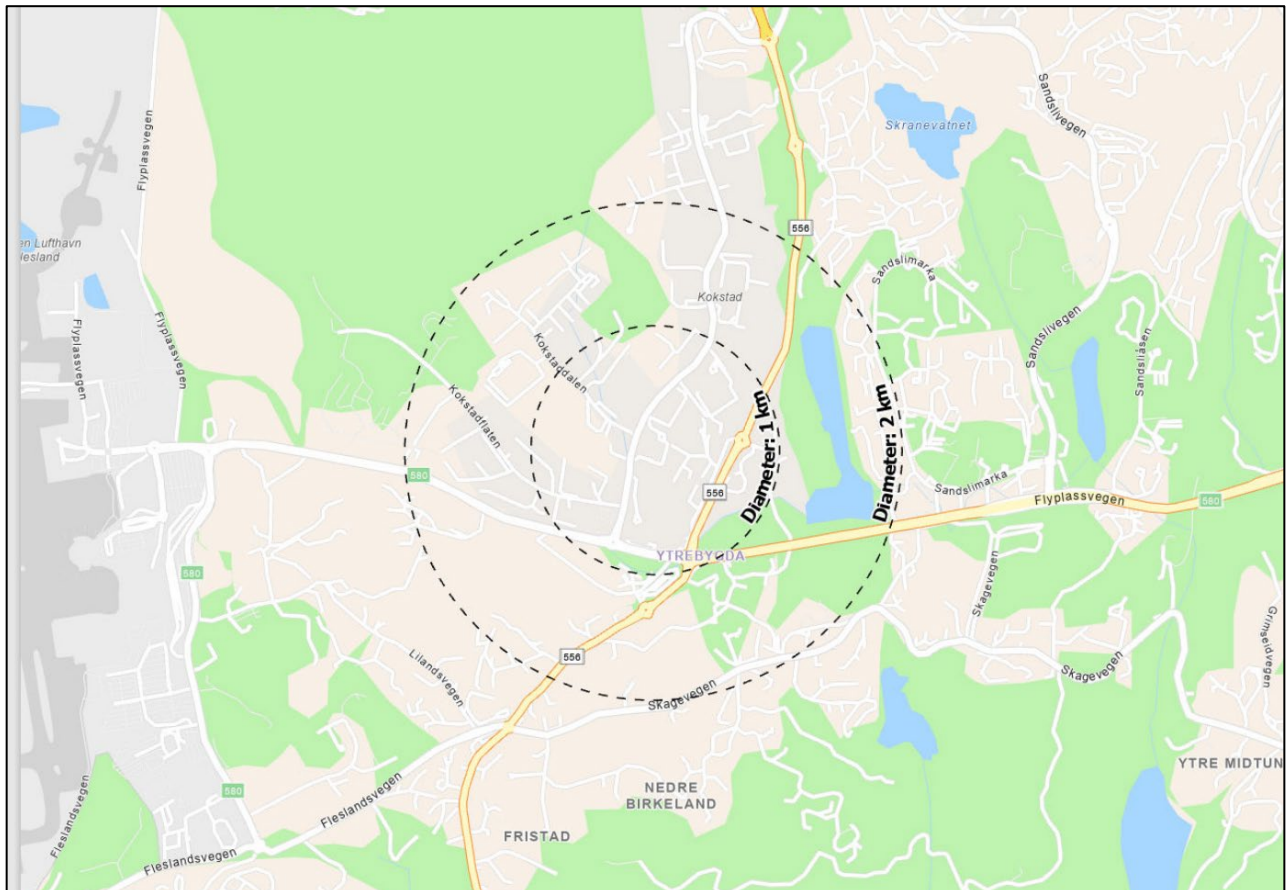 Sandslivegen
Flyplassvegen
Skranevatnet
556
en Lufthavn
lesland
Sandslimarka
Kokstad
Sandslivegen
Flyplassvegen
Flyplassvegen
Sandslåsen
Kokstaddalen
Kokstadflaten
Diameter: 1 km
Diameter: 2 km
580
Sandslimarka
556
Flyplassvegen
580
YTREBYGDA
580
Skagevegen
Grimseidvegen
Lilandsvegen
556
Skagevegen
Skagevegen
580
Fleslandsvegen
YTRE MIDTUN
NEDRE
BIRKELAND
Fleslandsvegen
FRISTAD
Fleslandsvegen